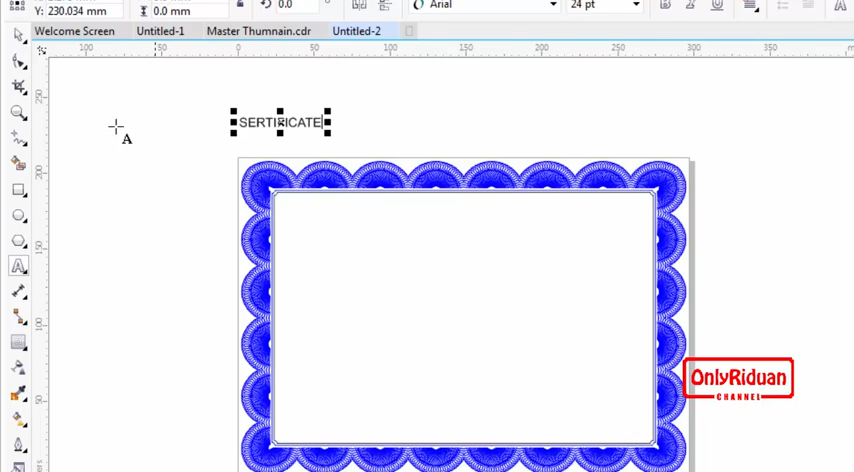 Y: 230.034 mm
0.0 mm
0.0
Arial
24 pt
Welcome Screen
Untitled-1
Master Thumnain.cdr
Untitled-2
100
50
0
50
100
150
200
250
300
350
250
SERTIFICATE
A
200
150
100
50
OnlyRiduan
CHANNEL